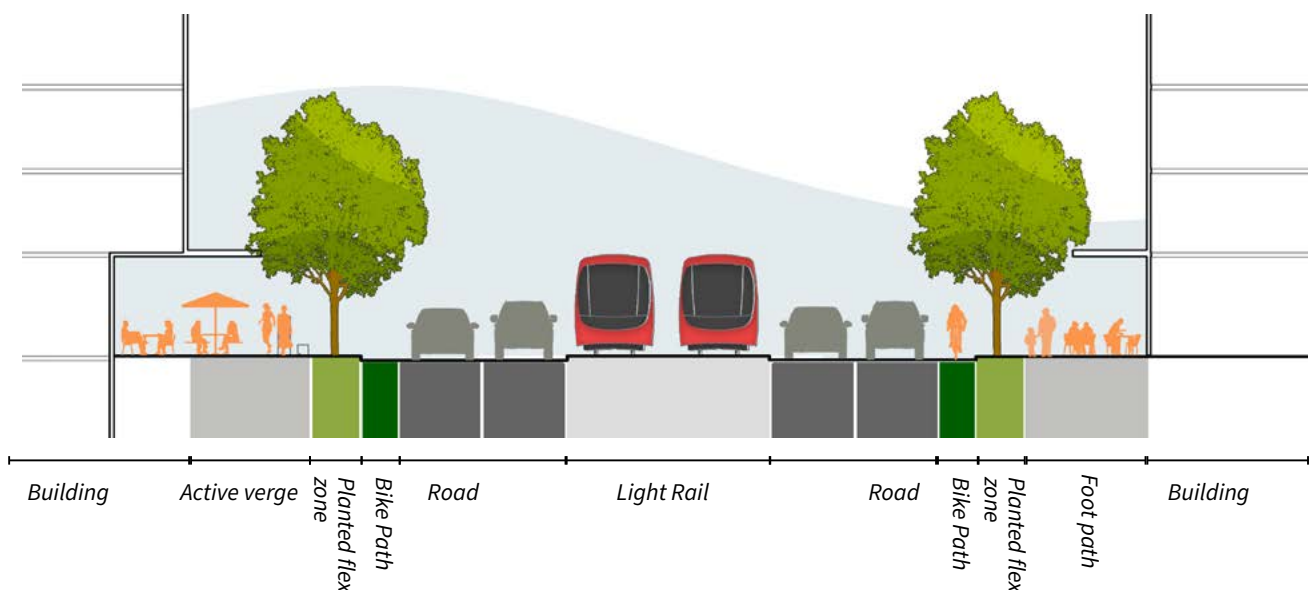 Building
Active verge
Planted flex
zone
Bike Path
Road
Light Rail
Road
Bike Path
Planted flex
zone
Foot path
Building